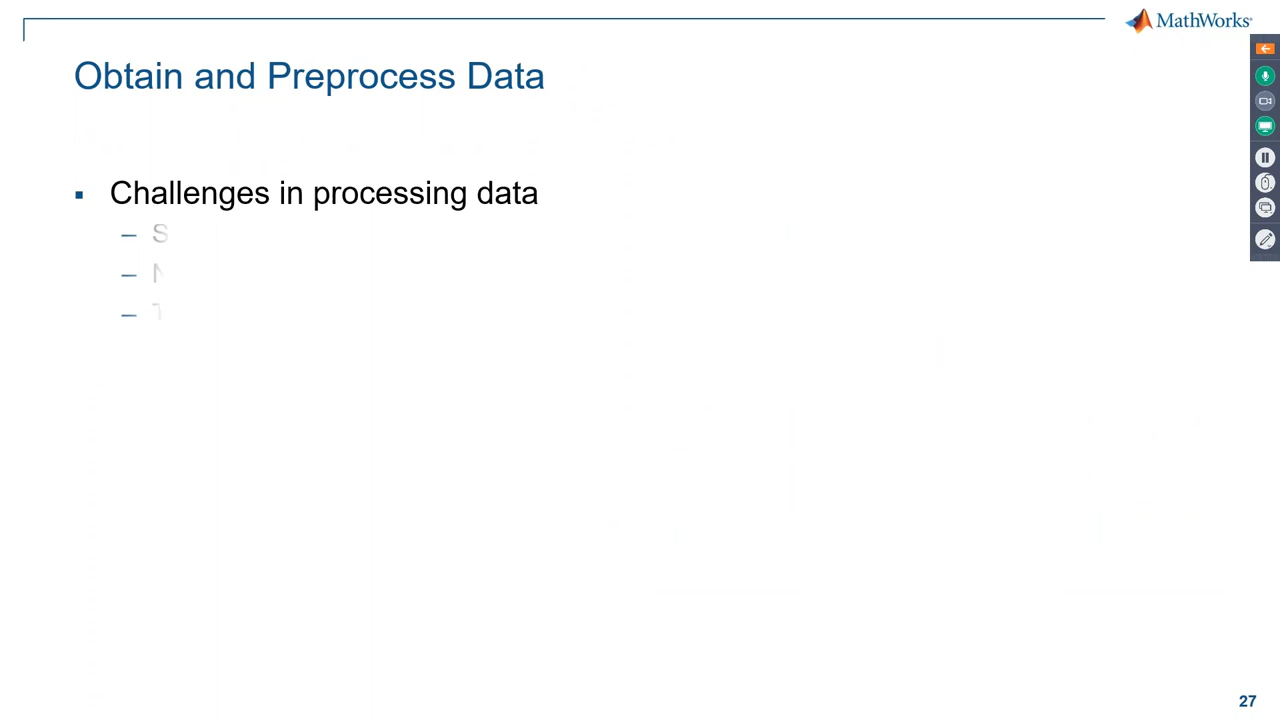 MathWorks
Obtain and Preprocess Data
▪ Challenges in processing data
– S
– N
– T
27